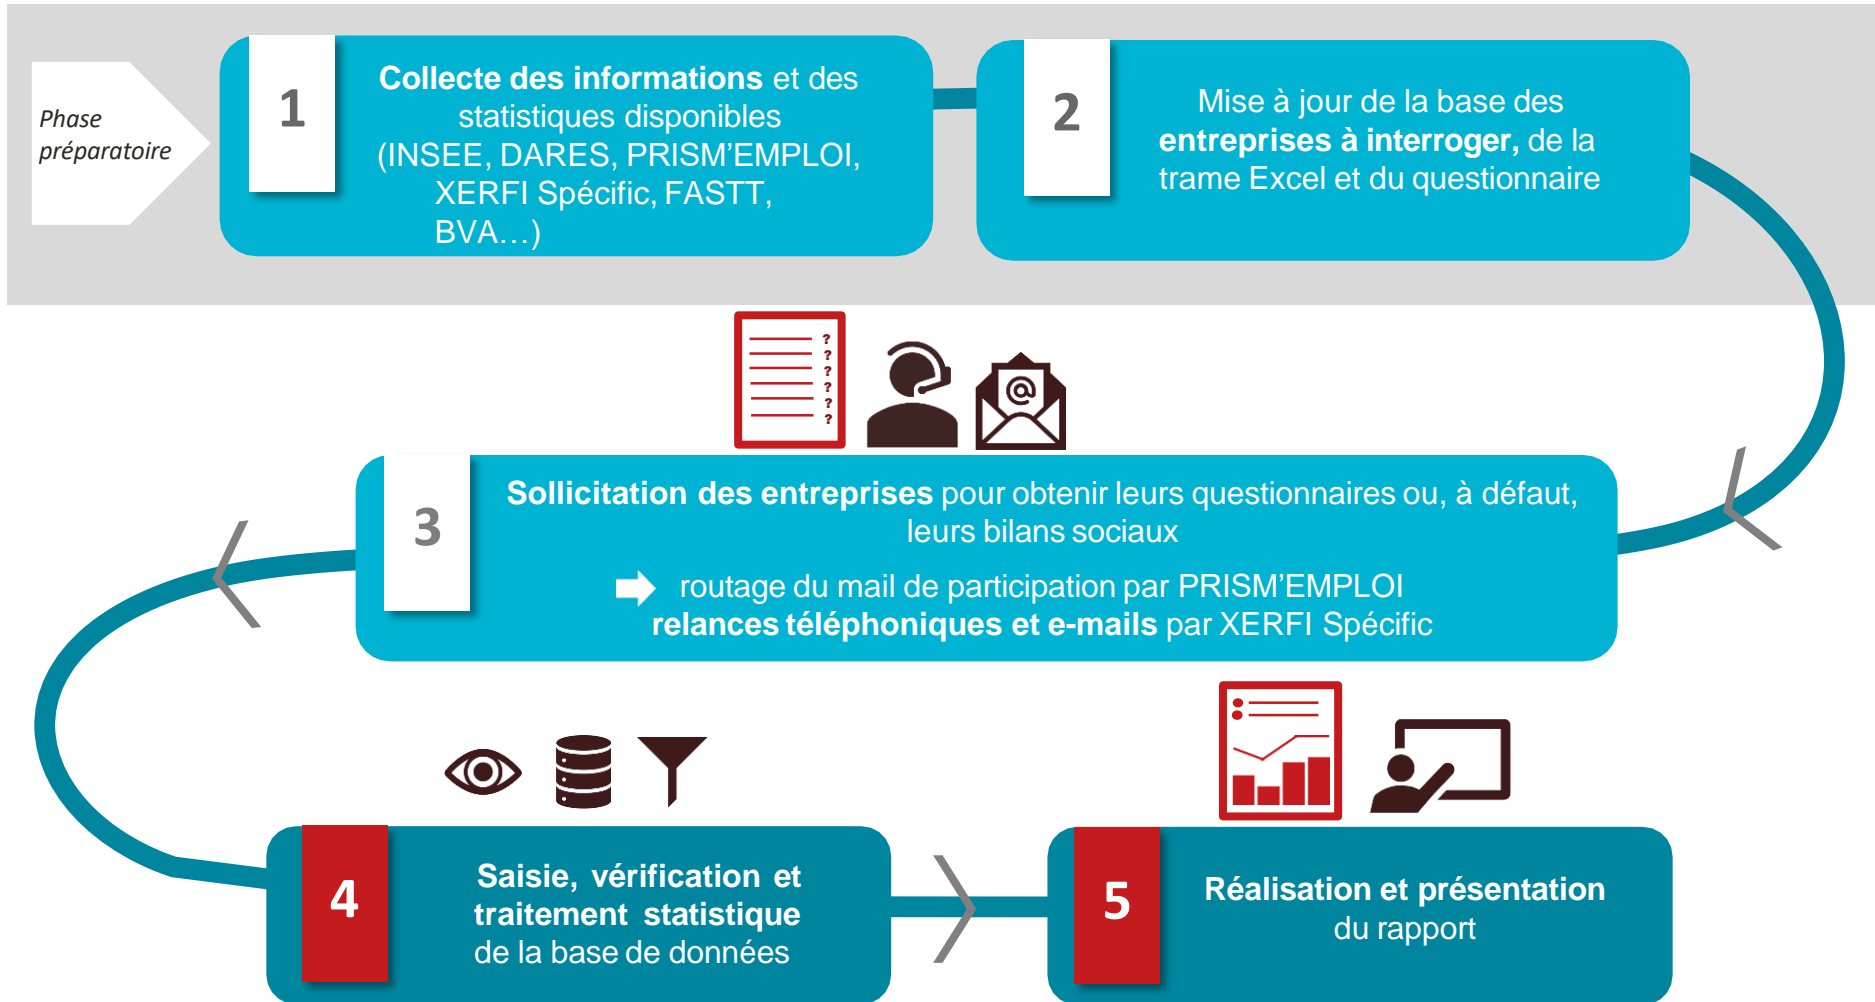 Phase
préparatoire
1
Collecte des informations et des
statistiques disponibles
(INSEE, DARES, PRISM’EMPLOI,
XERFI Spécific, FASTT,
BVA…)
2
Mise à jour de la base des
entreprises à interroger, de la
trame Excel et du questionnaire
?
?
?
?
?
?
@
3
Sollicitation des entreprises pour obtenir leurs questionnaires ou, à défaut,
leurs bilans sociaux
routage du mail de participation par PRISM’EMPLOI
relances téléphoniques et e-mails par XERFI Spécific
4
Saisie, vérification et
traitement statistique
de la base de données
5
Réalisation et présentation
du rapport